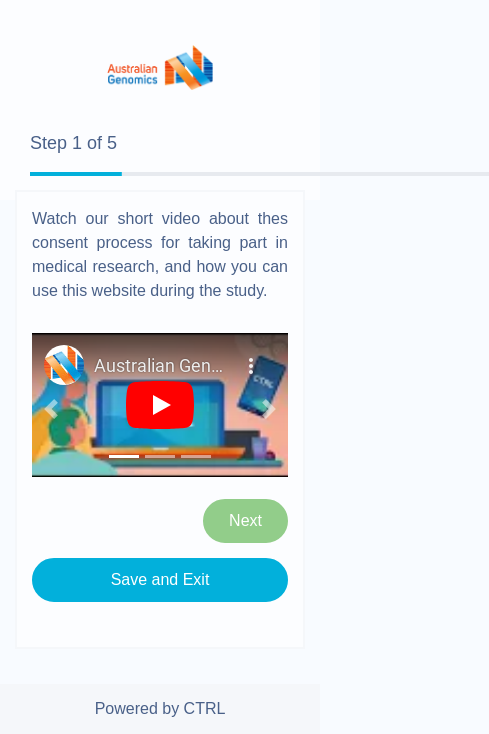 Australian
Genomics
Step 1 of 5
Watch our short video about thes
consent process for taking part in
medical research, and how you can
use this website during the study.
Australian Gen...
CTRL
Next
Save and Exit
Powered by CTRL